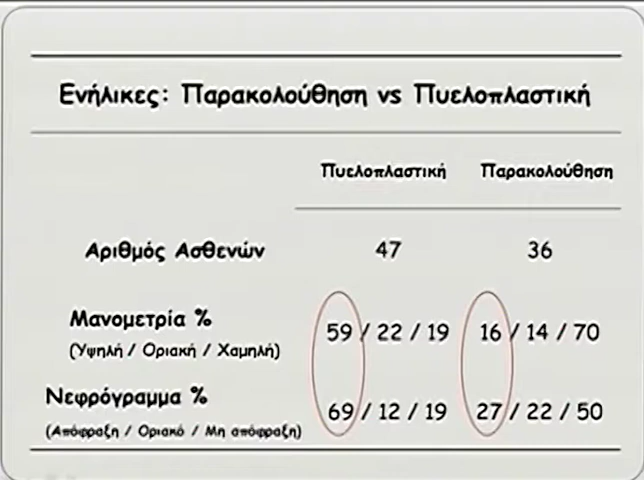 Ενήλικες: Παρακολούθηση vs Πυελοπλαστική
Πυελοπλαστική Παρακολούθηση
Αριθμός Ασθενών 47 36
Μανομετρία % 59 / 22 / 19 16 / 14 / 70
(Υψηλή / Οριακή / Χαμηλή)
Νεφρόγραμμα % 69 / 12 / 19 27 / 22 / 50
(Απόφραξη / Οριακό / Μη απόφραξη)